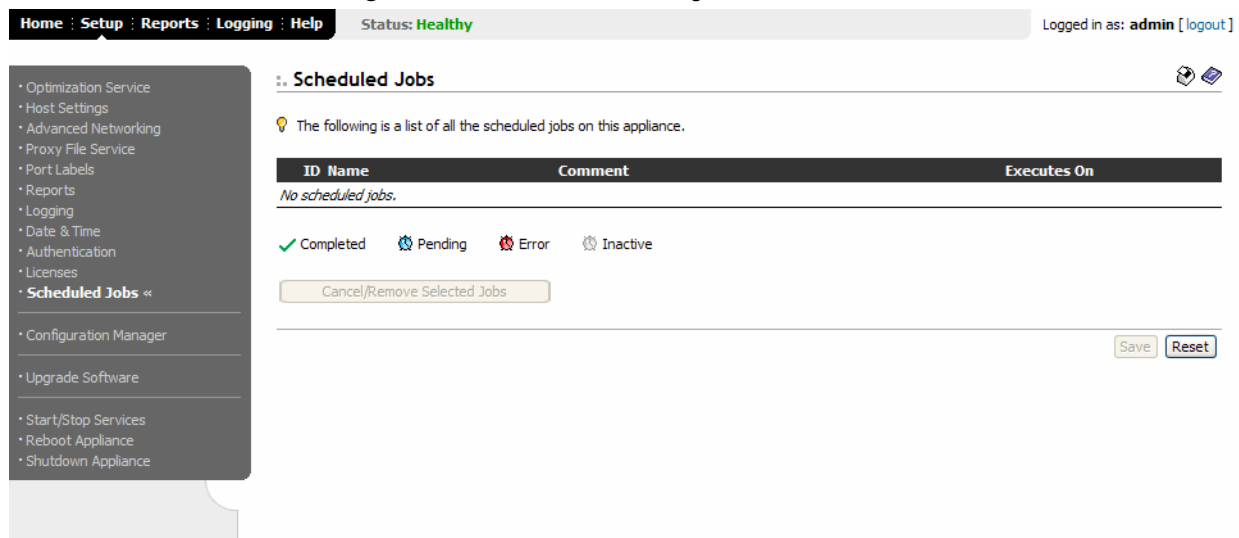 Home Setup Reports Logging Help Status: Healthy Logged in as: admin [ logout ]
• Optimization Service
• Host Settings
• Advanced Networking
• Proxy File Service
• Port Labels
• Reports
• Logging
• Date & Time
• Authentication
• Licenses
• Scheduled Jobs «
• Configuration Manager
• Upgrade Software
• Start/Stop Services
• Reboot Appliance
• Shutdown Appliance
:. Scheduled Jobs
The following is a list of all the scheduled jobs on this appliance.
ID Name Comment Executes On
No scheduled jobs.
Completed Pending Error Inactive
Cancel/Remove Selected Jobs
Save Reset